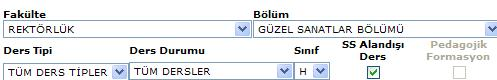 Fakülte Bölüm
REKTÖRLÜK GÜZEL SANATLAR BÖLÜMÜ
Ders Tipi Ders Durumu Sınıf SS Alandışı Ders Pedagojik Formasyon
TÜM DERS TİPLER TÜM DERSLER H